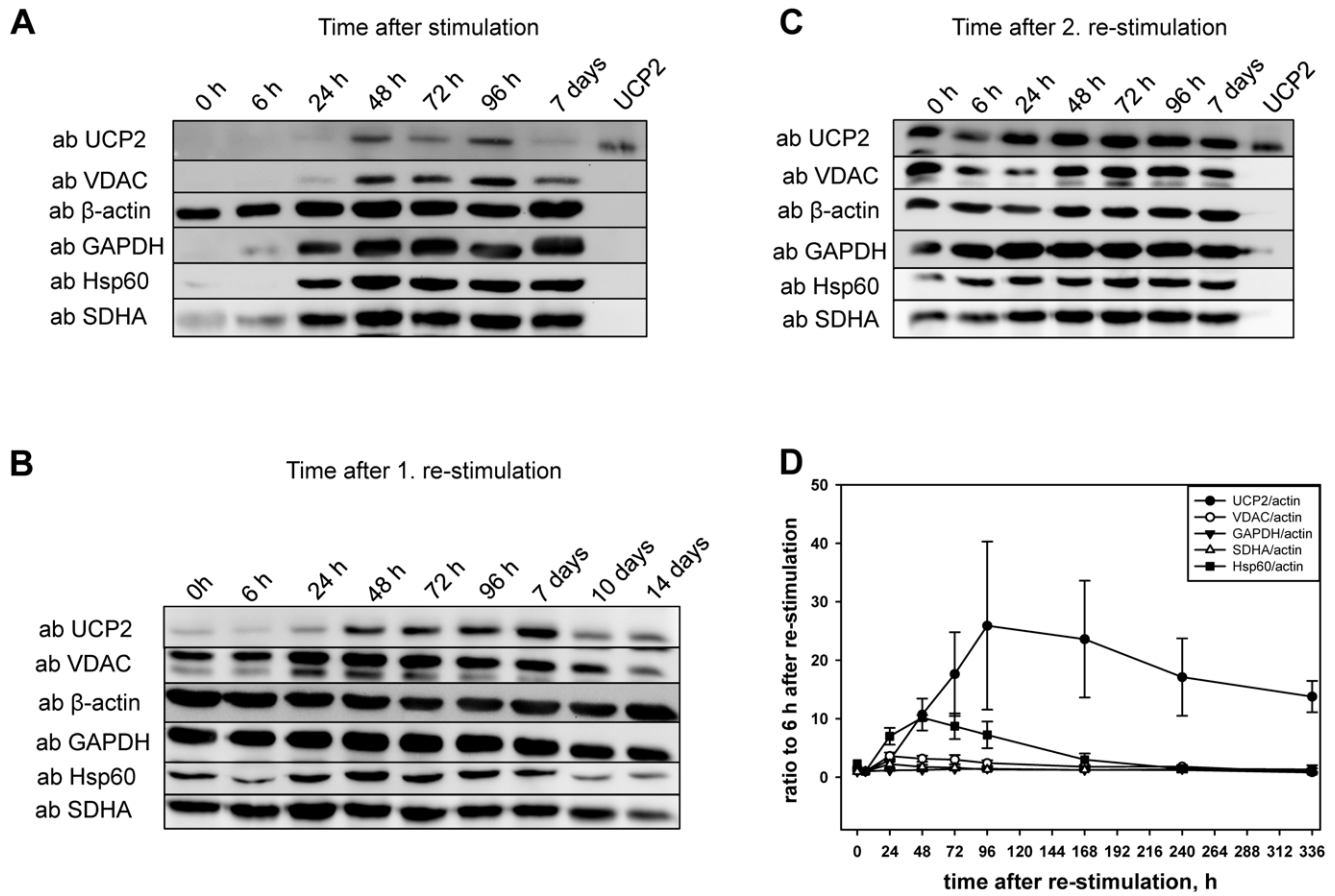 A
Time after stimulation
0 h 6 h 24 h 48 h 72 h 96 h 7 days UCP2
ab UCP2
ab VDAC
ab β-actin
ab GAPDH
ab Hsp60
ab SDHA
B
Time after 1. re-stimulation
0h 6 h 24 h 48 h 72 h 96 h 7 days 10 days 14 days
ab UCP2
ab VDAC
ab β-actin
ab GAPDH
ab Hsp60
ab SDHA
C
Time after 2. re-stimulation
0 h 6 h 24 h 48 h 72 h 96 h 7 days UCP2
ab UCP2
ab VDAC
ab β-actin
ab GAPDH
ab Hsp60
ab SDHA
D
50
40
30
20
10
0
ratio to 6 h after re-stimulation
UCP2/actin
VDAC/actin
GAPDH/actin
SDHA/actin
Hsp60/actin
0 24 48 72 96 120 144 168 192 216 240 264 288 312 336
time after re-stimulation, h